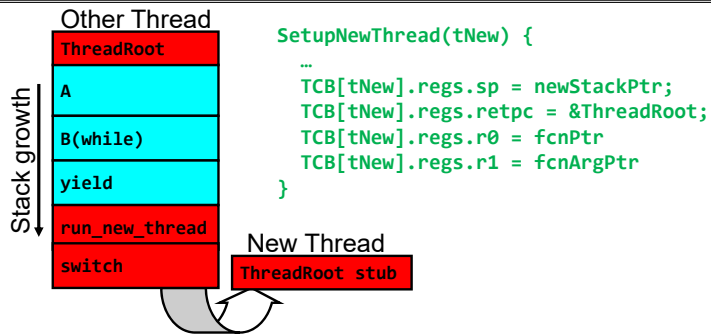 Other Thread
ThreadRoot
A
B(while)
yield
run_new_thread
switch
Stack growth
SetupNewThread(tNew) {
…
TCB[tNew].regs.sp = newStackPtr;
TCB[tNew].regs.retpc = &ThreadRoot;
TCB[tNew].regs.r0 = fcnPtr
TCB[tNew].regs.r1 = fcnArgPtr
}
New Thread
ThreadRoot stub